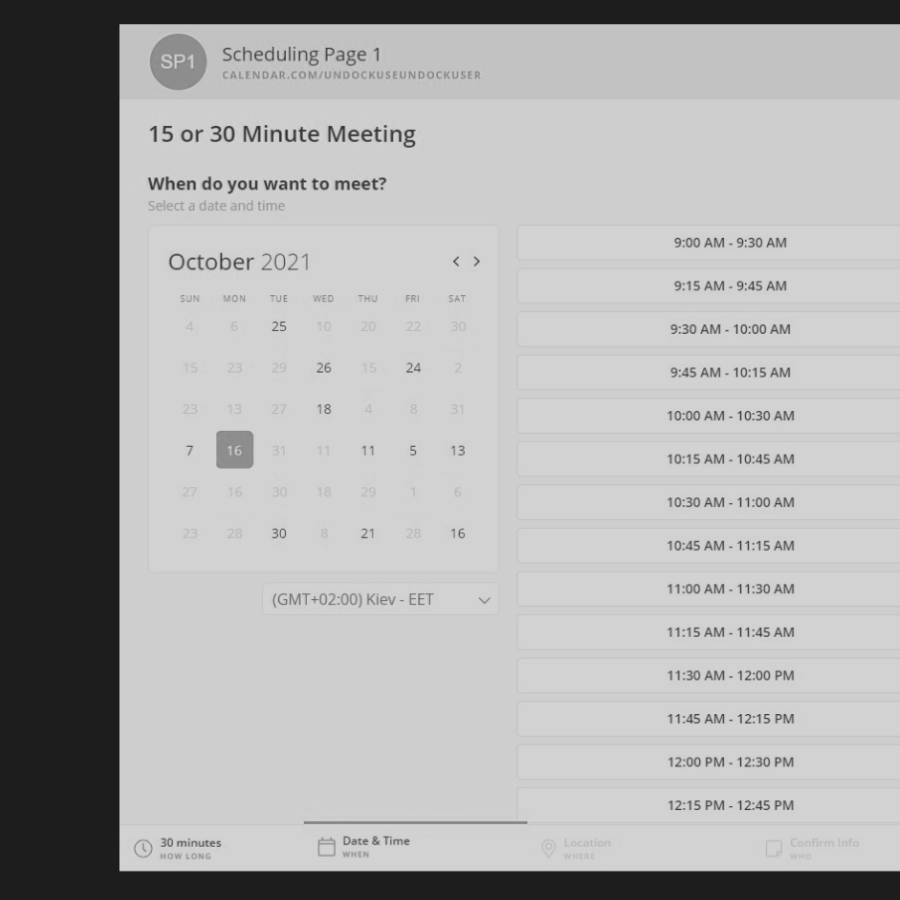 SP1
Scheduling Page 1
CALENDAR.COM/UNDOCKUSEUNDOCKUSER
15 or 30 Minute Meeting
When do you want to meet?
Select a date and time
October 2021
SUN MON TUE WED THU FRI SAT
4 6 25 10 20 22 30
15 23 29 26 15 24 2
23 13 27 18 4 8 31
7 16 31 11 11 5 13
27 16 30 18 29 1 6
23 28 30 8 21 28 16
(GMT+02:00) Kiev - EET
9:00 AM - 9:30 AM
9:15 AM - 9:45 AM
9:30 AM - 10:00 AM
9:45 AM - 10:15 AM
10:00 AM - 10:30 AM
10:15 AM - 10:45 AM
10:30 AM - 11:00 AM
10:45 AM - 11:15 AM
11:00 AM - 11:30 AM
11:15 AM - 11:45 AM
11:30 AM - 12:00 PM
11:45 AM - 12:15 PM
12:00 PM - 12:30 PM
12:15 PM - 12:45 PM
30 minutes
HOW LONG
Date & Time
WHEN
Location
WHERE
Confirm Info
WHO